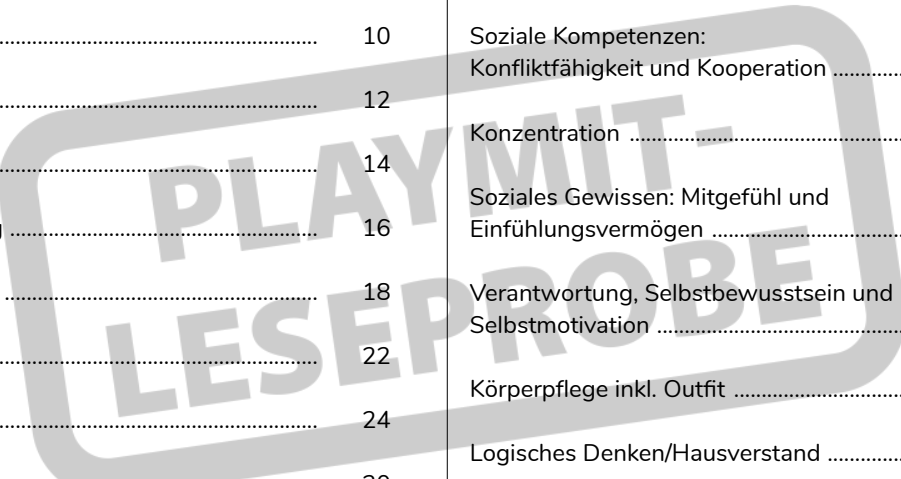 10
12
14
16
18
22
24
Soziale Kompetenzen:
Konfliktfähigkeit und Kooperation
Konzentration
Soziales Gewissen: Mitgefühl und
Einfühlungsvermögen
Verantwortung, Selbstbewusstsein und
Selbstmotivation
Körperpflege inkl. Outfit
Logisches Denken/Hausverstand
PLAYMIT-
LESEPROBE